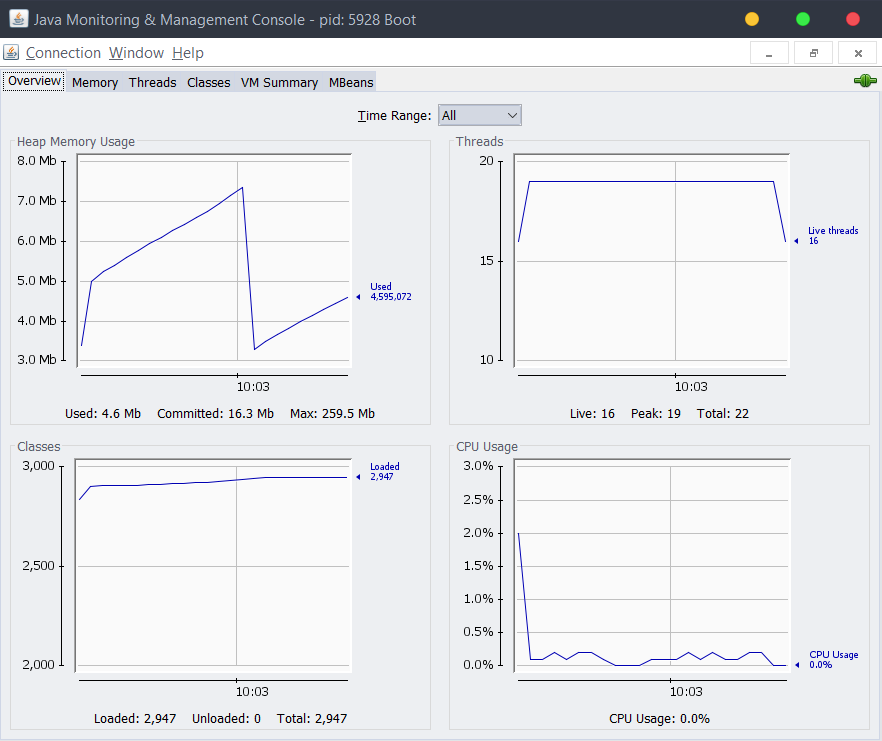 Java Monitoring & Management Console - pid: 5928 Boot
Connection Window Help
Overview Memory Threads Classes VM Summary MBeans
Time Range: All
Heap Memory Usage
8.0 Mb
7.0 Mb
6.0 Mb
5.0 Mb
4.0 Mb
3.0 Mb
Used
4,595,072
10:03
Used: 4.6 Mb Committed: 16.3 Mb Max: 259.5 Mb
Threads
20
15
10
Live threads
16
10:03
Live: 16 Peak: 19 Total: 22
Classes
3,000
2,500
2,000
Loaded
2,947
10:03
Loaded: 2,947 Unloaded: 0 Total: 2,947
CPU Usage
3.0%
2.5%
2.0%
1.5%
1.0%
0.5%
0.0%
CPU Usage
0.0%
10:03
CPU Usage: 0.0%